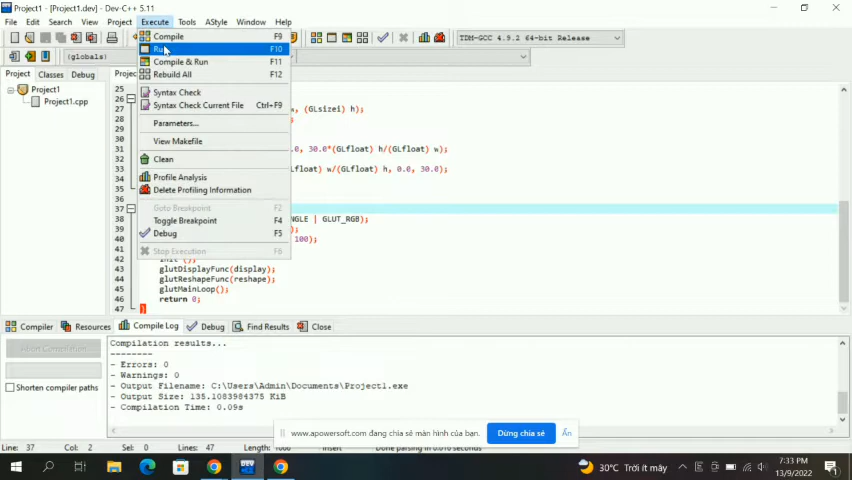 Project1 - [Project1.dev] - Dev-C++ 5.11
File Edit Search View Project Execute Tools AStyle Window Help
TDM-GCC 4.9.2 64-bit Release
(globals)
Project Classes Debug
Project1
Project1.cpp
Compile F9
Run F10
Compile & Run F11
Rebuild All F12
Syntax Check
Syntax Check Current File Ctrl+F9
Parameters...
View Makefile
Clean
Profile Analysis
Delete Profiling Information
Goto Breakpoint F2
Toggle Breakpoint F4
Debug F5
Stop Execution F6
25
26
27 w, (GLsizei) h);
28
29
30
31 0, 30.0*(GLfloat) h/(GLfloat) w);
32
33 (GLfloat) w/(GLfloat) h, 0.0, 30.0);
34
35
36
37
38 NGLE | GLUT_RGB);
39 );
40 100);
41
42 init ();
43 glutDisplayFunc(display);
44 glutReshapeFunc(reshape);
45 glutMainLoop();
46 return 0;
47 }
Compiler Resources Compile Log Debug Find Results Close
Abort Compilation
Shorten compiler paths
Compilation results...
--------
- Errors: 0
- Warnings: 0
- Output Filename: C:\Users\Admin\Documents\Project1.exe
- Output Size: 135.1083984375 KiB
- Compilation Time: 0.09s
www.apowersoft.com đang chia sẻ màn hình của bạn. Dừng chia sẻ Ẩn
Line: 37 Col: 2 Sel: 0 Lines: 47 Insert Done parsing in 0.016 seconds
DEV
30°C Trời ít mây
7:33 PM
13/9/2022
1